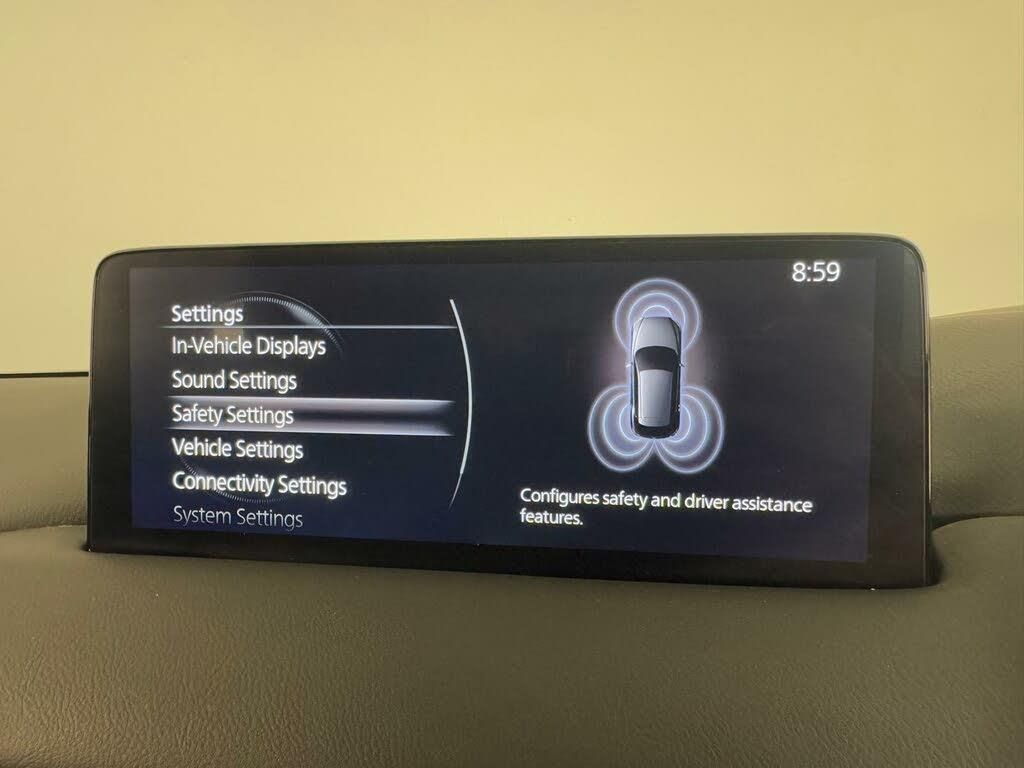 8:59
Settings
In-Vehicle Displays
Sound Settings
Safety Settings
Vehicle Settings
Connectivity Settings
System Settings
Configures safety and driver assistance
features.